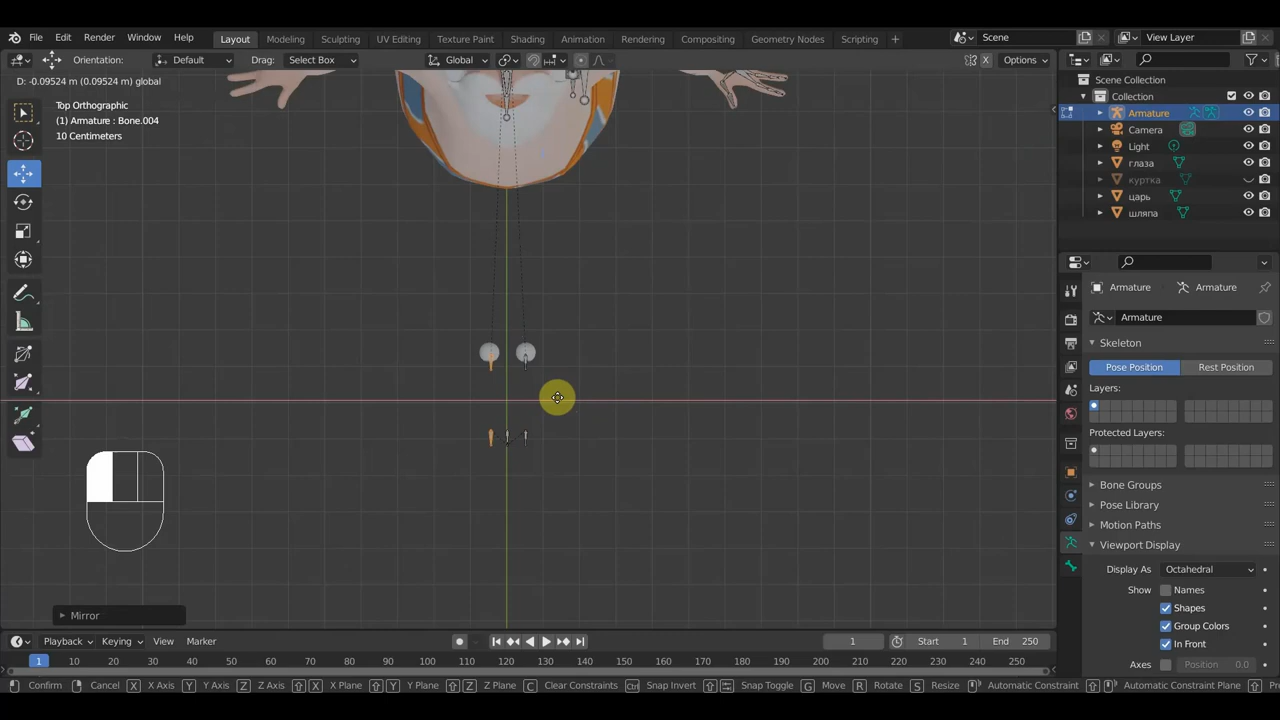 File Edit Render Window Help Layout Modeling Sculpting UV Editing Texture Paint Shading Animation Rendering Compositing Geometry Nodes Scripting + Scene View Layer
Orientation: Default Drag: Select Box Global X Options
D: -0.09524 m (0.09524 m) global
Top Orthographic
(1) Armature : Bone.004
10 Centimeters
Scene Collection
Collection
Armature
Camera
Light
глаза
куртка
царь
шляпа
Armature Armature
Armature
Skeleton
Pose Position Rest Position
Layers:
Protected Layers:
Bone Groups
Pose Library
Motion Paths
Viewport Display
Display As Octahedral
Show Names
Shapes
Group Colors
In Front
Axes Position 0.0
Mirror
Playback Keying View Marker 1 Start 1 End 250
1 10 20 30 40 50 60 70 80 90 100 110 120 130 140 150 160 170 180 190 200 210 220 230 240 250
Confirm Cancel X X Axis Y Y Axis Z Z Axis X X Plane Y Y Plane Z Z Plane C Clear Constraints Ctrl Snap Invert Snap Toggle G Move R Rotate S Resize Automatic Constraint Automatic Constraint Plane